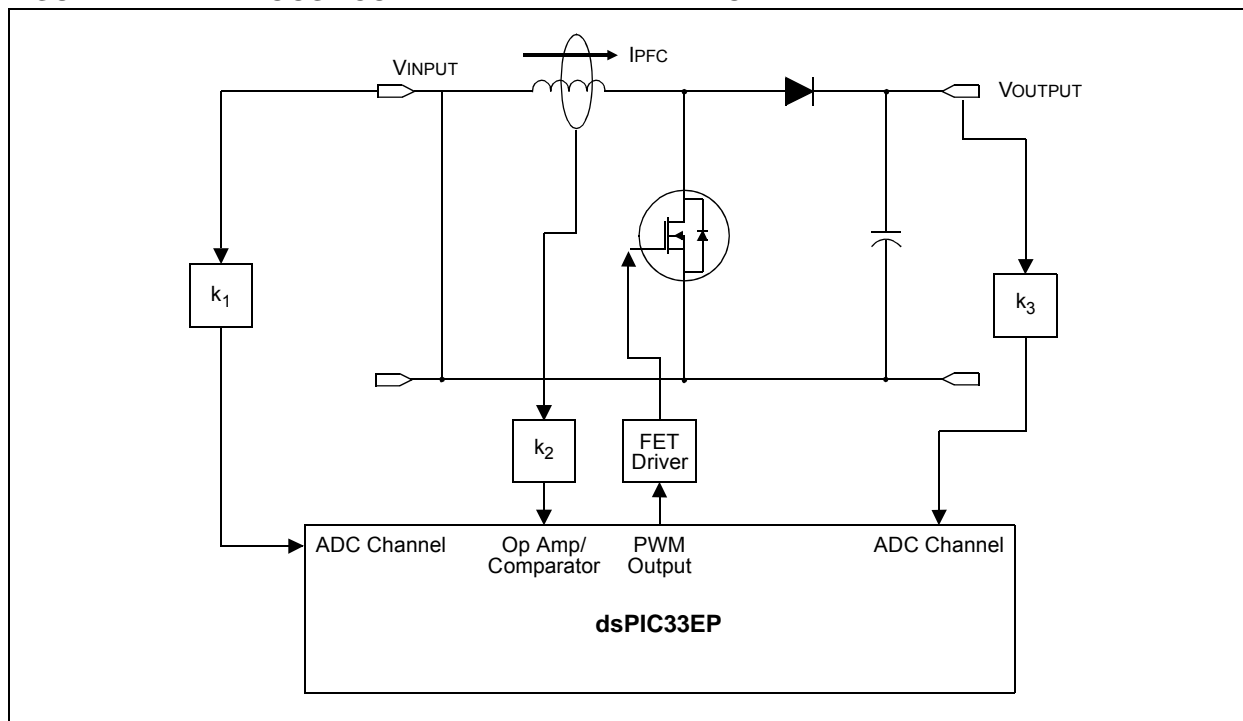 IPFC
VINPUT
VOUTPUT
k1
k2
FET
Driver
k3
ADC Channel
Op Amp/
Comparator
PWM
Output
ADC Channel
dsPIC33EP